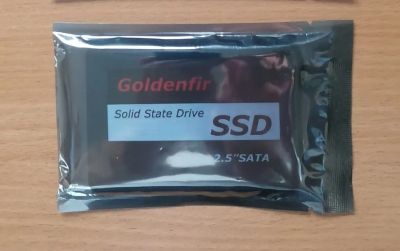 Goldenfir
Solid State Drive
SSD
2.5"SATA